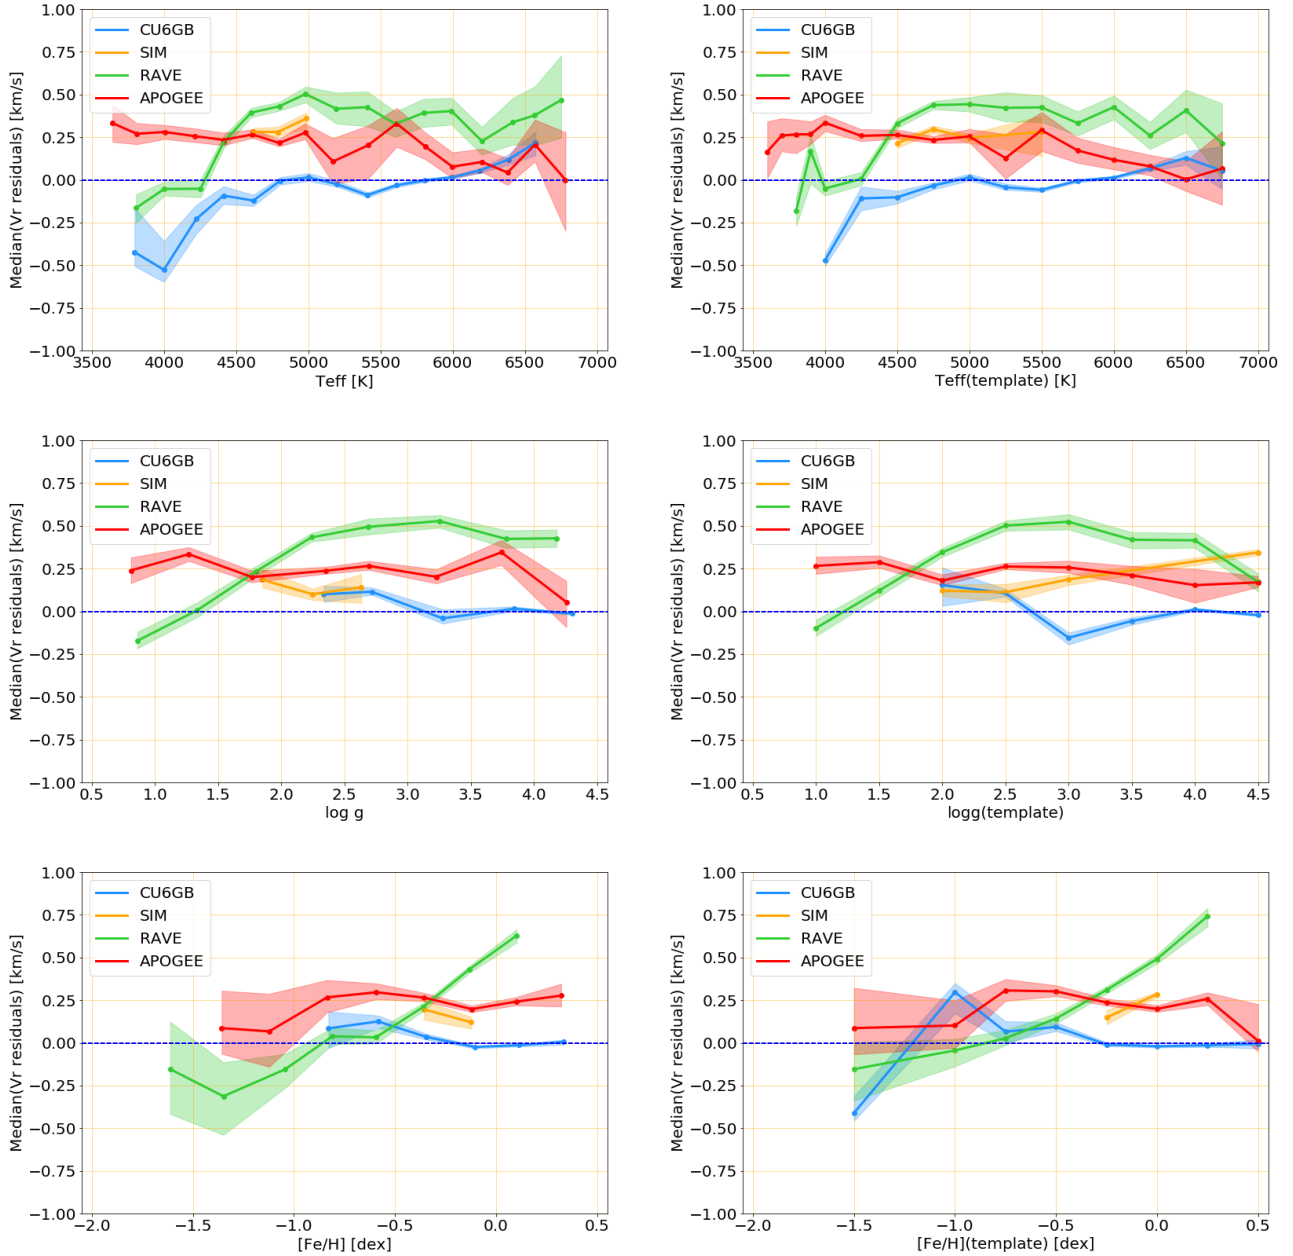 Median(Vr residuals) [km/s]
1.00
0.75
0.50
0.25
0.00
−0.25
−0.50
−0.75
−1.00
CU6GB
SIM
RAVE
APOGEE
3500 4000 4500 5000 5500 6000 6500 7000
Teff [K]
Median(Vr residuals) [km/s]
1.00
0.75
0.50
0.25
0.00
−0.25
−0.50
−0.75
−1.00
CU6GB
SIM
RAVE
APOGEE
3500 4000 4500 5000 5500 6000 6500 7000
Teff(template) [K]
Median(Vr residuals) [km/s]
1.00
0.75
0.50
0.25
0.00
−0.25
−0.50
−0.75
−1.00
CU6GB
SIM
RAVE
APOGEE
0.5 1.0 1.5 2.0 2.5 3.0 3.5 4.0 4.5
log g
Median(Vr residuals) [km/s]
1.00
0.75
0.50
0.25
0.00
−0.25
−0.50
−0.75
−1.00
CU6GB
SIM
RAVE
APOGEE
0.5 1.0 1.5 2.0 2.5 3.0 3.5 4.0 4.5
logg(template)
Median(Vr residuals) [km/s]
1.00
0.75
0.50
0.25
0.00
−0.25
−0.50
−0.75
−1.00
CU6GB
SIM
RAVE
APOGEE
−2.0 −1.5 −1.0 −0.5 0.0 0.5
[Fe/H] [dex]
Median(Vr residuals) [km/s]
1.00
0.75
0.50
0.25
0.00
−0.25
−0.50
−0.75
−1.00
CU6GB
SIM
RAVE
APOGEE
−2.0 −1.5 −1.0 −0.5 0.0 0.5
[Fe/H](template) [dex]